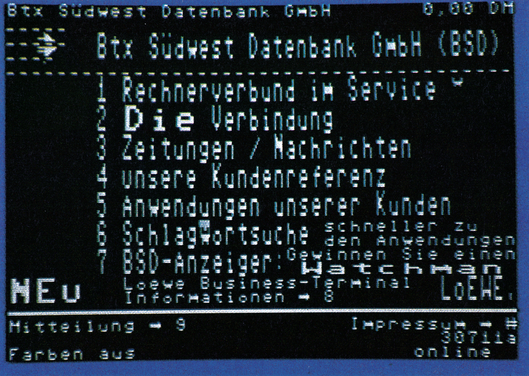 Btx Südwest Datenbank GmbH 0,00 DM
Btx Südwest Datenbank GmbH (BSD)
1 Rechnerverbund im Service
2 Die Verbindung
3 Zeitungen / Nachrichten
4 unsere Kundenreferenz
5 Anwendungen unserer Kunden
6 Schlagwortsuche schneller zu den Anwendungen
7 BSD-Anzeiger: Gewinnen Sie einen Watchman
NEu Loewe Business-Terminal LOEWE.
Informationen → 8
Mitteilung → 9 Impressum → #
30711a
Farben aus online